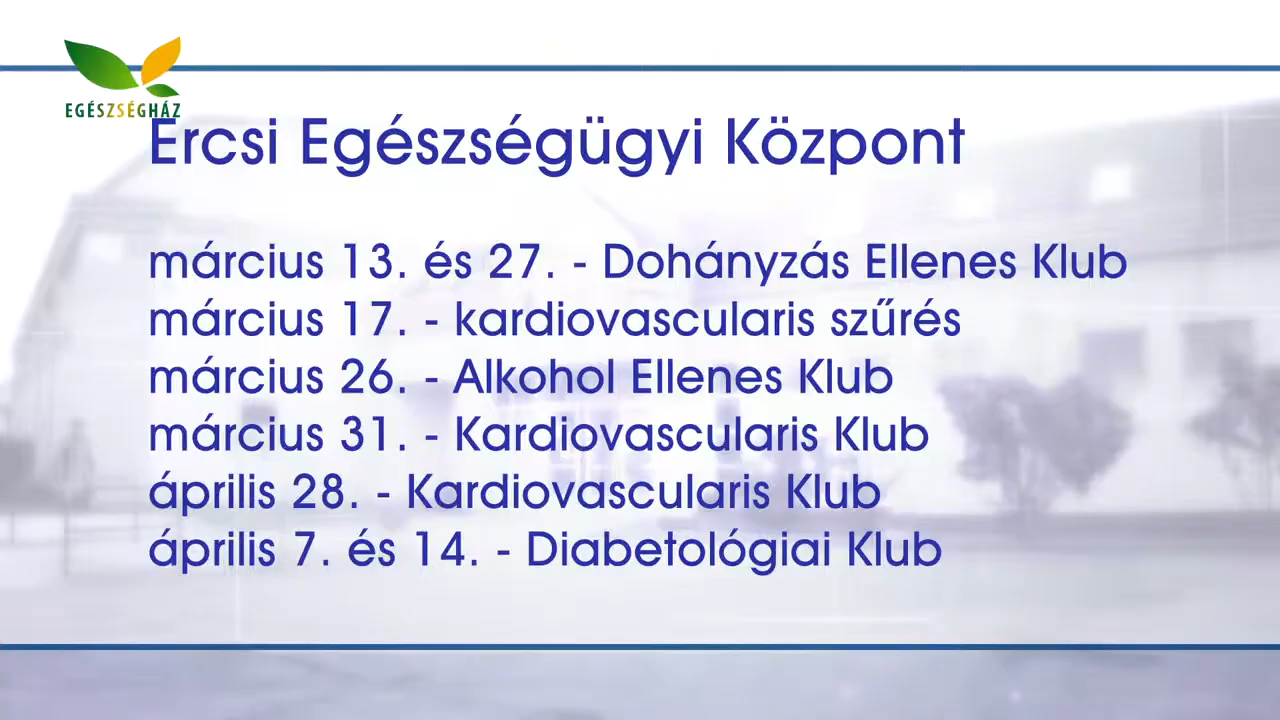 EGÉSZSÉGHÁZ
Ercsi Egészségügyi Központ
március 13. és 27. - Dohányzás Ellenes Klub
március 17. - kardiovascularis szűrés
március 26. - Alkohol Ellenes Klub
március 31. - Kardiovascularis Klub
április 28. - Kardiovascularis Klub
április 7. és 14. - Diabetológiai Klub